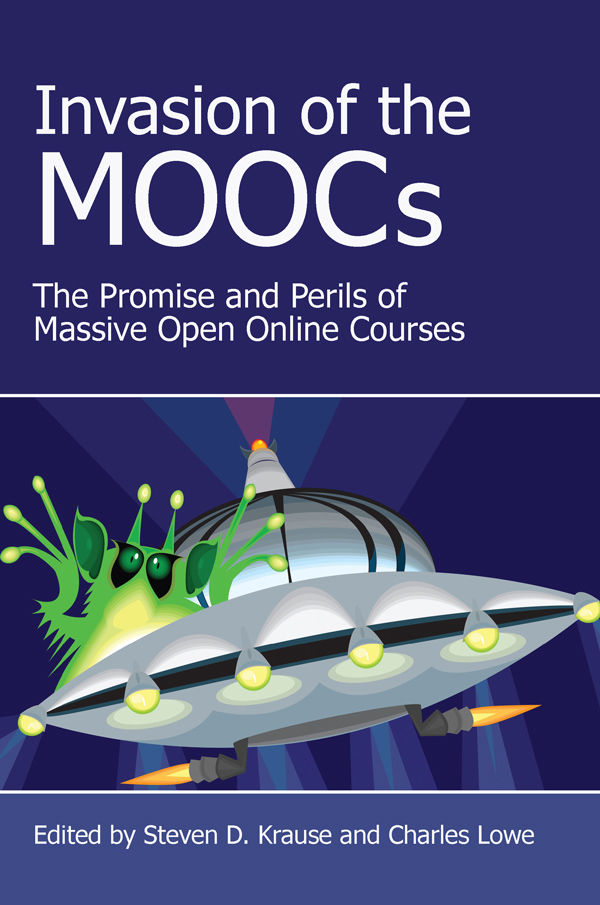 Invasion of the
MOOCs
The Promise and Perils of
Massive Open Online Courses
Edited by Steven D. Krause and Charles Lowe